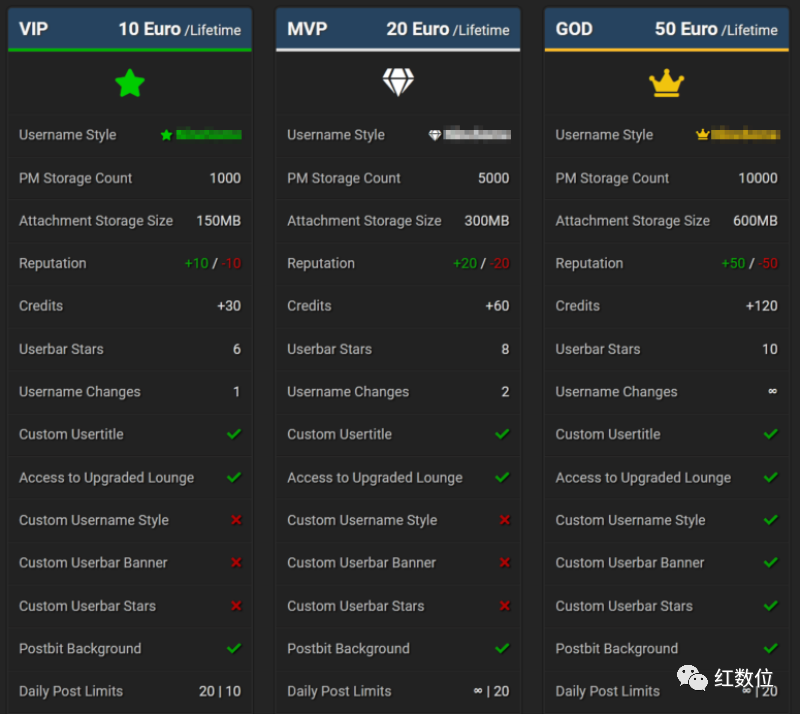 VIP 10 Euro /Lifetime
Username Style
PM Storage Count 1000
Attachment Storage Size 150MB
Reputation +10 / -10
Credits +30
Userbar Stars 6
Username Changes 1
Custom Usertitle
Access to Upgraded Lounge
Custom Username Style
Custom Userbar Banner
Custom Userbar Stars
Postbit Background
Daily Post Limits 20 | 10
MVP 20 Euro /Lifetime
Username Style
PM Storage Count 5000
Attachment Storage Size 300MB
Reputation +20 / -20
Credits +60
Userbar Stars 8
Username Changes 2
Custom Usertitle
Access to Upgraded Lounge
Custom Username Style
Custom Userbar Banner
Custom Userbar Stars
Postbit Background
Daily Post Limits ∞ | 20
GOD 50 Euro /Lifetime
Username Style
PM Storage Count 10000
Attachment Storage Size 600MB
Reputation +50 / -50
Credits +120
Userbar Stars 10
Username Changes ∞
Custom Usertitle
Access to Upgraded Lounge
Custom Username Style
Custom Userbar Banner
Custom Userbar Stars
Postbit Background
Daily Post Limits ∞ | 20
红数位